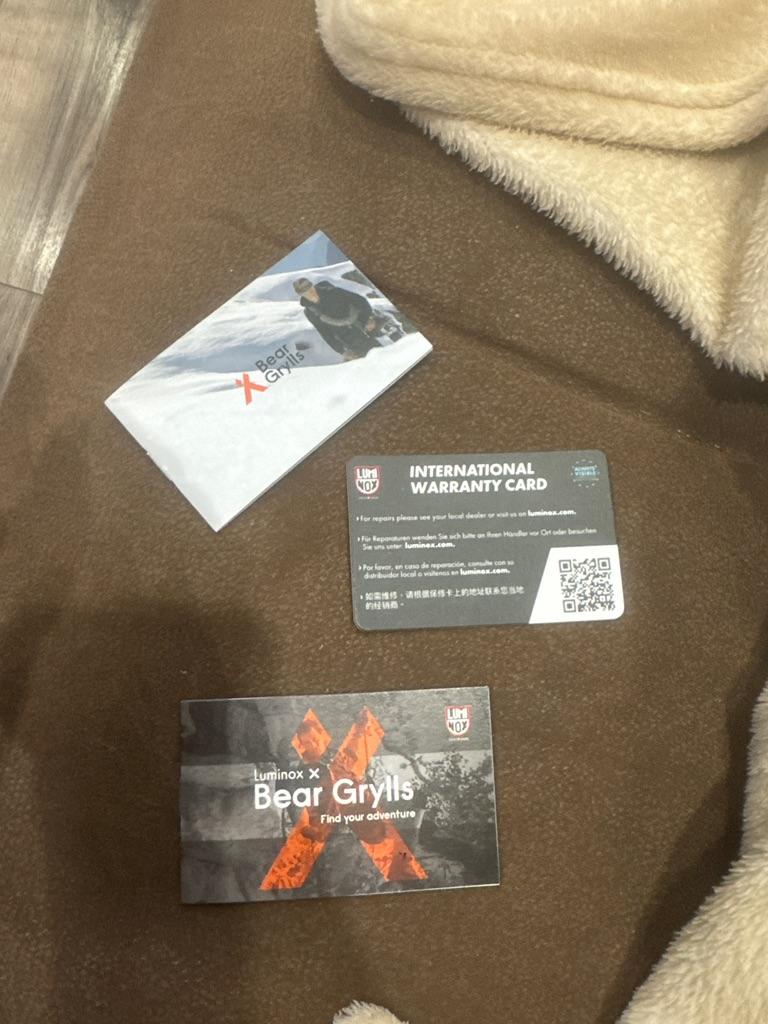 Bear
Grylls
LUMI
NOX
INTERNATIONAL
WARRANTY CARD
ALWAYS
VISIBLE
› For repairs please see your local dealer or visit us on luminox.com.
› Für Reparaturen wenden Sie sich bitte an Ihren Händler vor Ort oder besuchen
Sie uns unter: luminox.com.
› Por favor, en caso de reparación, consulte con su
distribuidor local o visítenos en luminox.com.
› 如需维修，请根据保修卡上的地址联系您当地
的经销商。
LUMI
NOX
Luminox X
Bear Grylls
Find your adventure